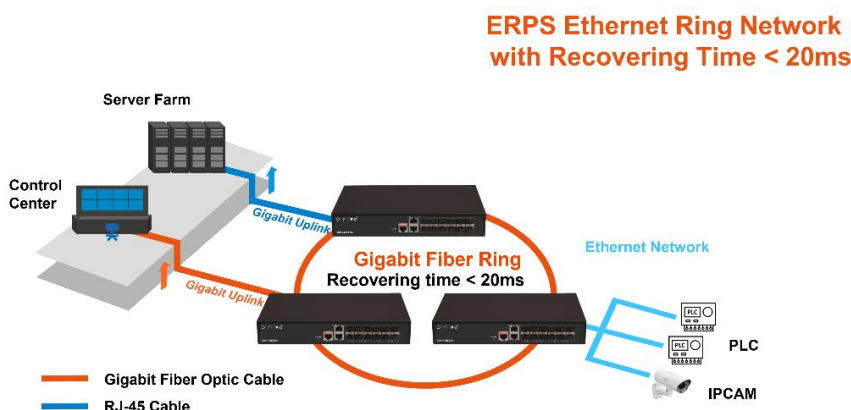 ERPS Ethernet Ring Network
with Recovering Time < 20ms
Server Farm
Control
Center
Gigabit Uplink
Ethernet Network
Gigabit Fiber Ring
Recovering time < 20ms
Gigabit Uplink
PLC
PLC
PLC
IPCAM
Gigabit Fiber Optic Cable
RJ-45 Cable